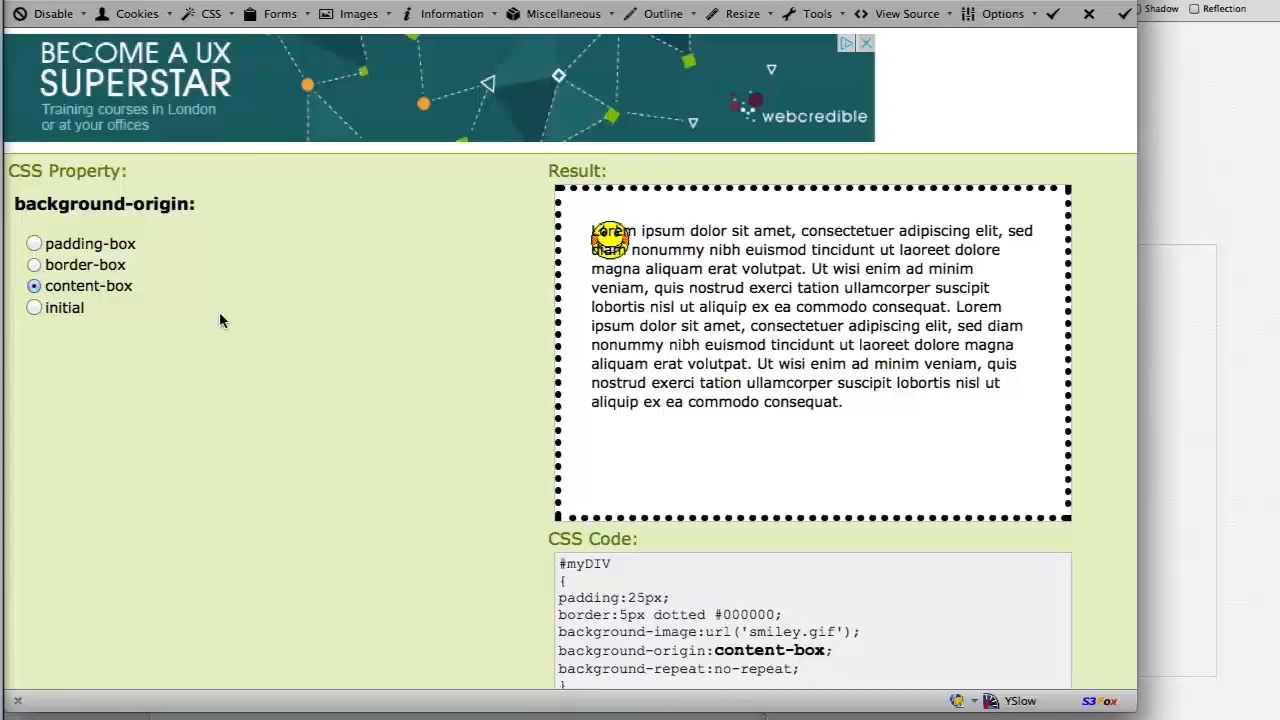 Disable Cookies CSS Forms Images Information Miscellaneous Outline Resize Tools View Source Options
Shadow Reflection
BECOME A UX
SUPERSTAR
Training courses in London
or at your offices
webcredible
CSS Property:
background-origin:
padding-box
border-box
content-box
initial
Result:
Lorem ipsum dolor sit amet, consectetuer adipiscing elit, sed
diam nonummy nibh euismod tincidunt ut laoreet dolore
magna aliquam erat volutpat. Ut wisi enim ad minim
veniam, quis nostrud exerci tation ullamcorper suscipit
lobortis nisl ut aliquip ex ea commodo consequat. Lorem
ipsum dolor sit amet, consectetuer adipiscing elit, sed diam
nonummy nibh euismod tincidunt ut laoreet dolore magna
aliquam erat volutpat. Ut wisi enim ad minim veniam, quis
nostrud exerci tation ullamcorper suscipit lobortis nisl ut
aliquip ex ea commodo consequat.
CSS Code:
#myDIV
{
padding:25px;
border:5px dotted #000000;
background-image:url('smiley.gif');
background-origin:content-box;
background-repeat:no-repeat;
}
YSlow
S3Fox